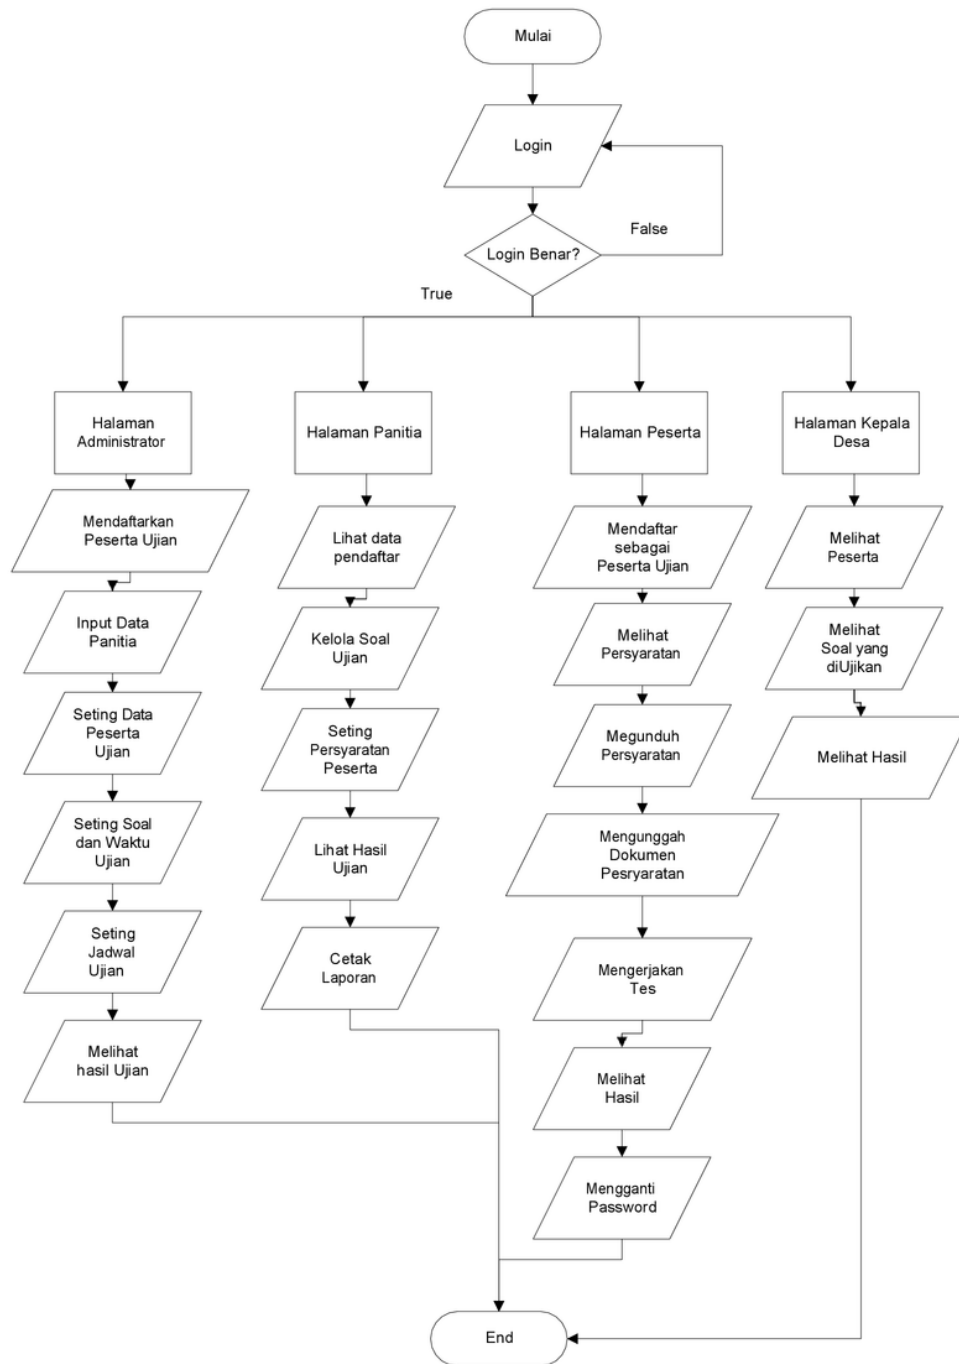 Mulai
Login
Login Benar?
False
True
Halaman
Administrator
Mendaftarkan
Peserta Ujian
Input Data
Panitia
Seting Data
Peserta
Ujian
Seting Soal
dan Waktu
Ujian
Seting
Jadwal
Ujian
Melihat
hasil Ujian
Halaman Panitia
Lihat data
pendaftar
Kelola Soal
Ujian
Seting
Persyaratan
Peserta
Lihat Hasil
Ujian
Cetak
Laporan
Halaman Peserta
Mendaftar
sebagai
Peserta Ujian
Melihat
Persyaratan
Megunduh
Persyaratan
Mengunggah
Dokumen
Pesryaratan
Mengerjakan
Tes
Melihat
Hasil
Mengganti
Password
Halaman Kepala
Desa
Melihat
Peserta
Melihat
Soal yang
diUjikan
Melihat Hasil
End